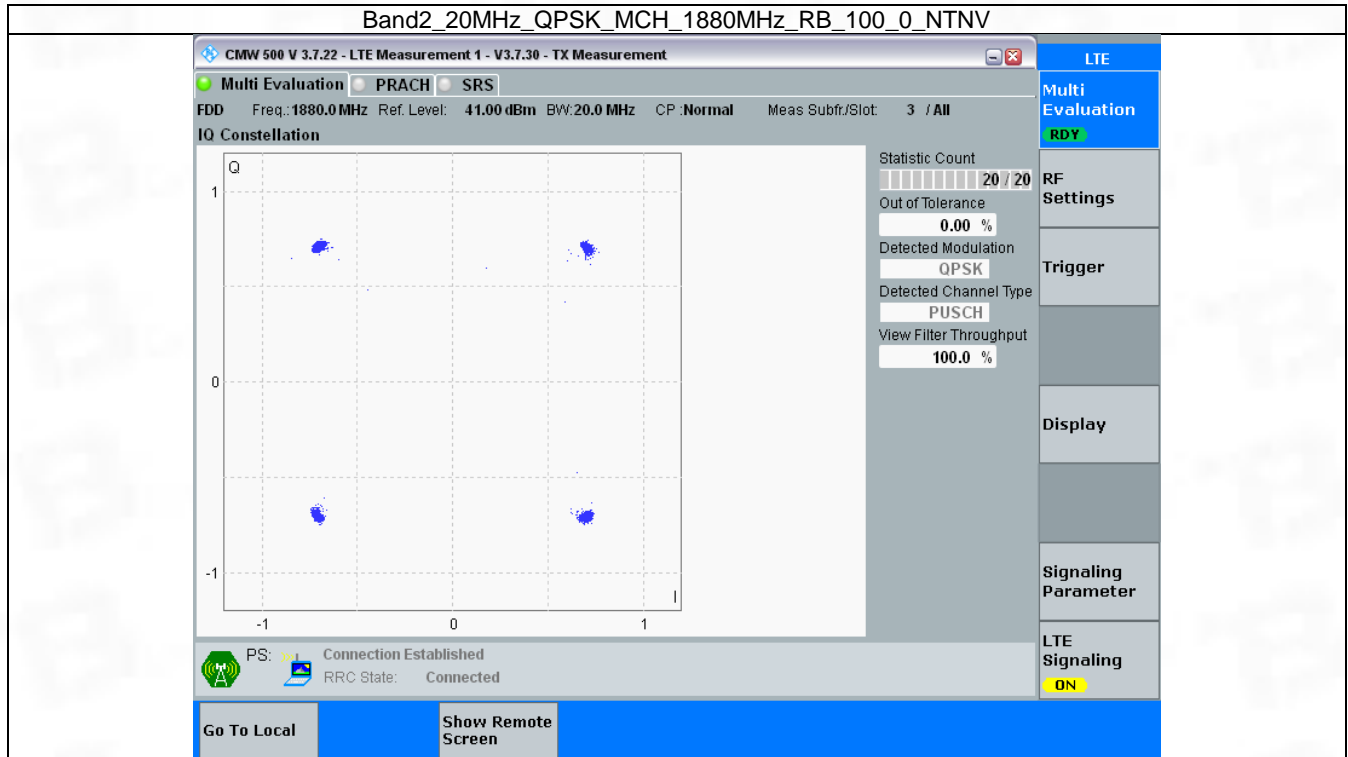 Band2_20MHz_QPSK_MCH_1880MHz_RB_100_0_NTNV
CMW 500 V 3.7.22 - LTE Measurement 1 - V3.7.30 - TX Measurement
LTE
Multi Evaluation PRACH SRS
FDD Freq.:1880.0 MHz Ref. Level: 41.00 dBm BW:20.0 MHz CP :Normal Meas Subfr./Slot: 3 / All
IQ Constellation
Q
1
0
-1
I
-1 0 1
Statistic Count
20 / 20
Out of Tolerance
0.00 %
Detected Modulation
QPSK
Detected Channel Type
PUSCH
View Filter Throughput
100.0 %
Multi
Evaluation
RDY
RF
Settings
Trigger
Display
Signaling
Parameter
LTE
Signaling
ON
PS: Connection Established
RRC State: Connected
Go To Local
Show Remote
Screen